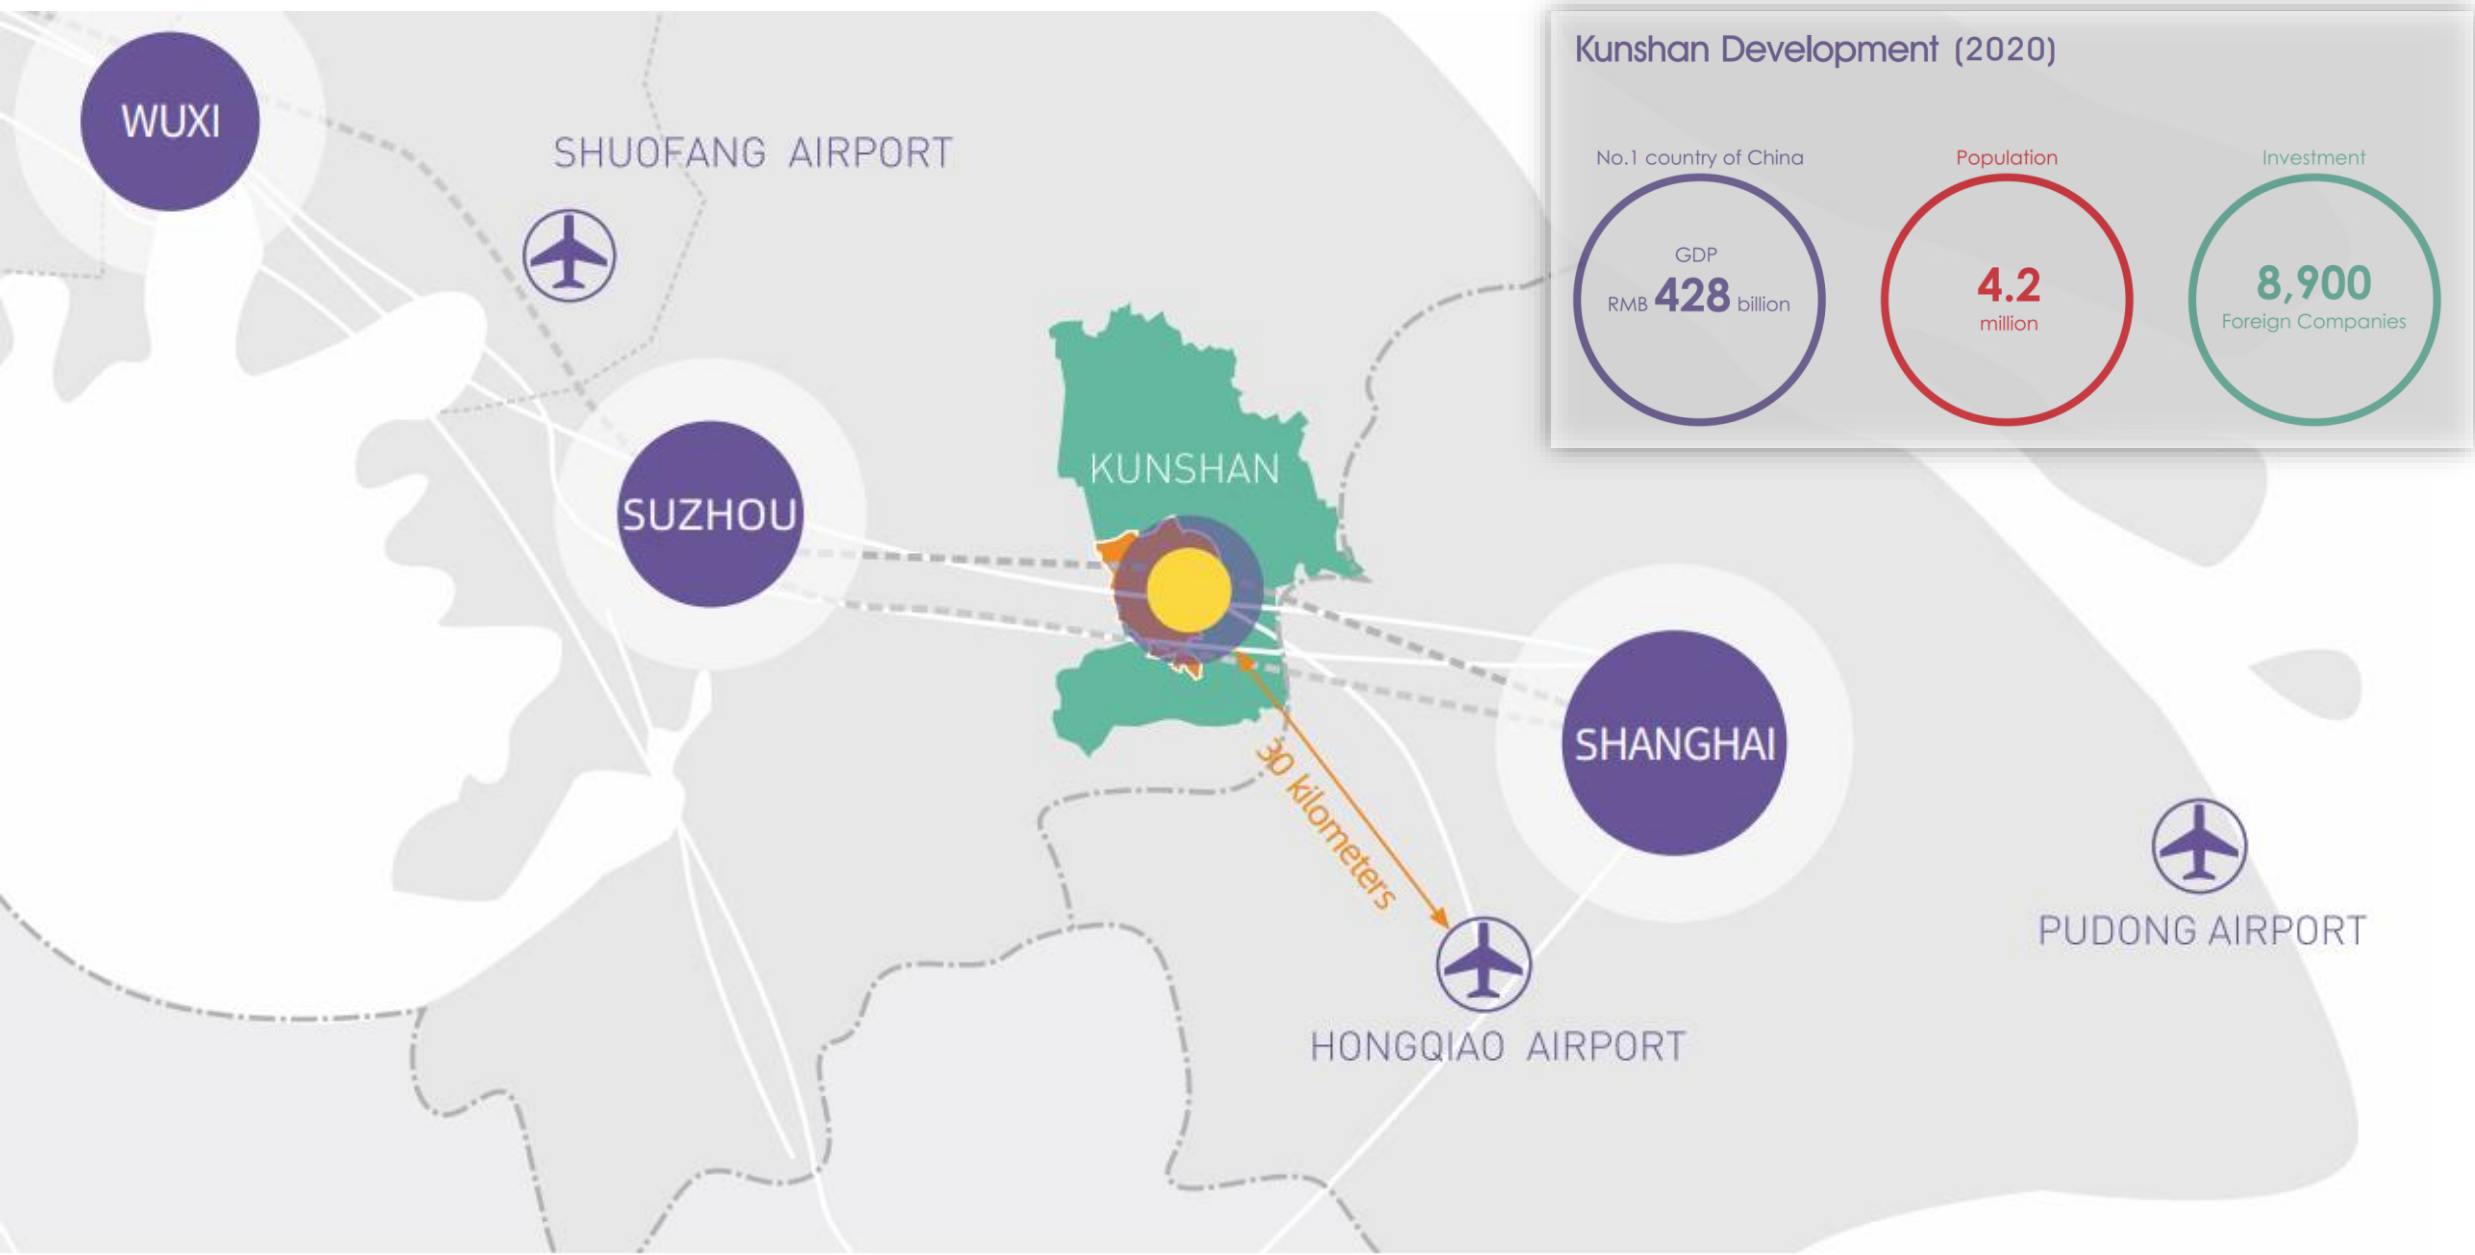 Kunshan Development (2020)
No.1 country of China
Population
Investment
GDP
RMB 428 billion
4.2
million
8,900
Foreign Companies
WUXI
SHUOFANG AIRPORT
KUNSHAN
SUZHOU
SHANGHAI
30 kilometers
PUDONG AIRPORT
HONGQIAO AIRPORT